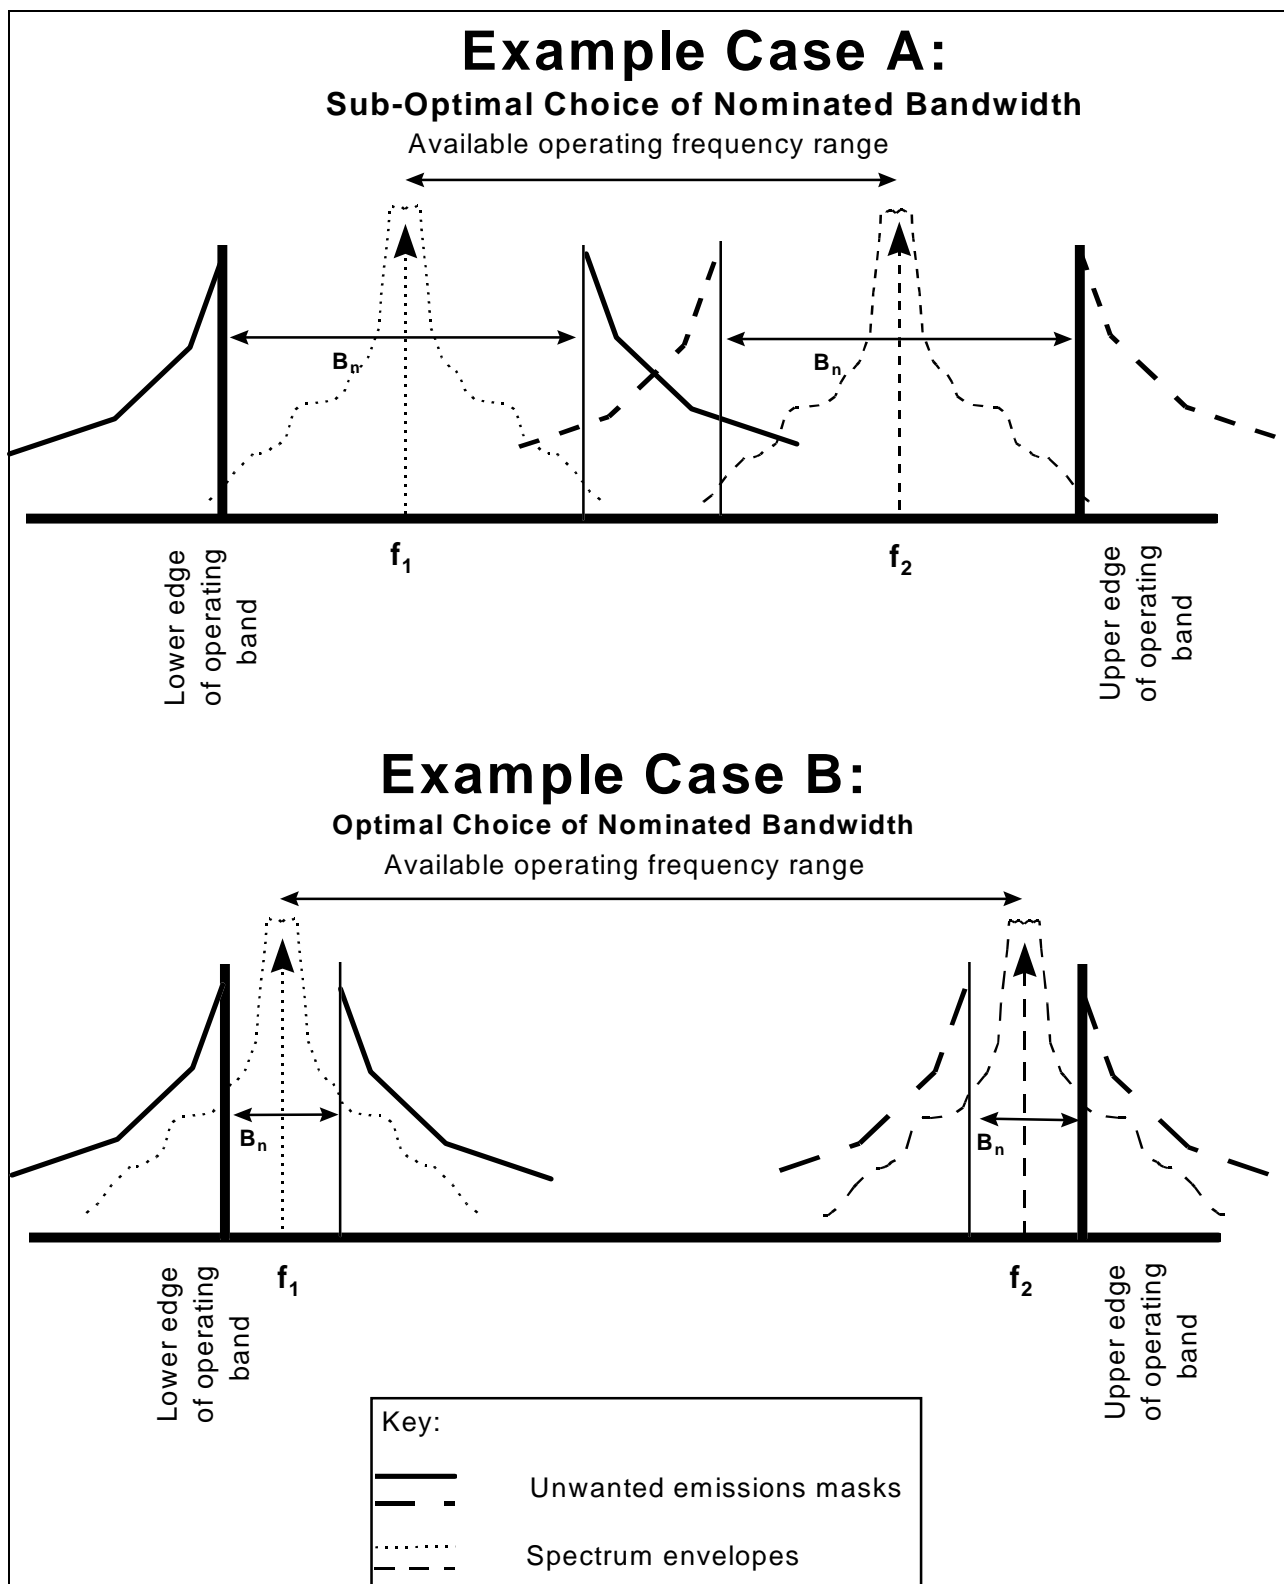 Example Case A:
Sub-Optimal Choice of Nominated Bandwidth
Available operating frequency range
Bn
Bn
f1
f2
Lower edge
of operating
band
Upper edge
of operating
band
Example Case B:
Optimal Choice of Nominated Bandwidth
Available operating frequency range
Bn
Bn
f1
f2
Lower edge
of operating
band
Upper edge
of operating
band
Key:
Unwanted emissions masks
Spectrum envelopes